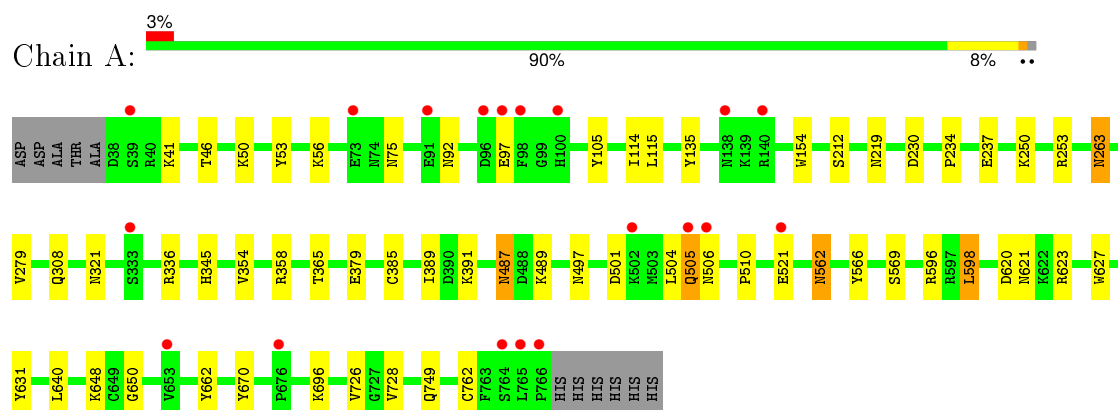 3%
Chain A:
90% 8% ••
ASP ASP ALA THR ALA D38 S39 R40 K41 T46 K50 Y53 K56 E73 N74 N75 E91 N92 D96 E97 F98 G99 H100 Y105 I114 L115 Y135 N138 K139 R140 W154 S212 N219 D230 P234 E237 K250 R253 N263
V279 Q308 N321 S333 R336 H345 V354 R358 T365 E379 C385 I389 D390 K391 N487 D488 K489 N497 D501 K502 M503 L504 Q505 N506 P510 E521 N562 Y566 S569 R596 R597 L598 D620 N621 K622 R623 W627
Y631 L640 K648 C649 G650 V653 Y662 Y670 P676 K696 V726 G727 V728 Q749 C762 F763 S764 L765 P766 HIS HIS HIS HIS HIS HIS